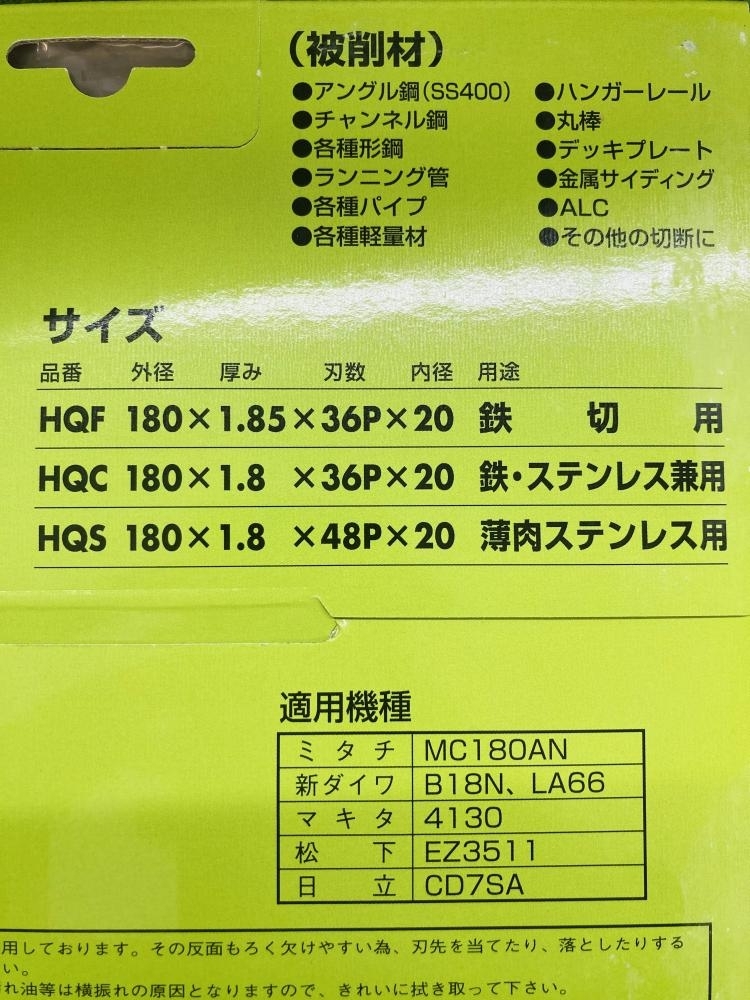 (被削材)
●アングル鋼(SS400) ●ハンガーレール
●チャンネル鋼 ●丸棒
●各種形鋼 ●デッキプレート
●ランニング管 ●金属サイディング
●各種パイプ ●ALC
●各種軽量材 ●その他の切断に
サイズ
品番 外径 厚み 刃数 内径 用途
HQF 180×1.85×36P×20 鉄切用
HQC 180×1.8 ×36P×20 鉄・ステンレス兼用
HQS 180×1.8 ×48P×20 薄肉ステンレス用
適用機種
ミタチ MC180AN
新ダイワ B18N、LA66
マキタ 4130
松下 EZ3511
日立 CD7SA
用しております。その反面もろく欠けやすい為、刃先を当てたり、落としたりする
い。
れ油等は横振れの原因となりますので、きれいに拭き取って下さい。